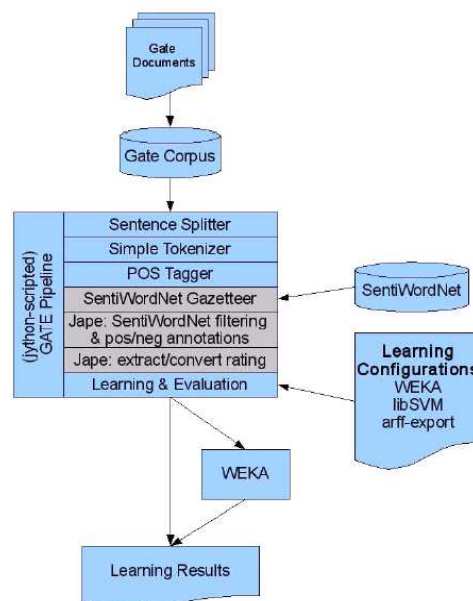 Gate
Documents
Gate Corpus
(jython-scripted)
GATE Pipeline
Sentence Splitter
Simple Tokenizer
POS Tagger
SentiWordNet Gazetteer
Jape: SentiWordNet filtering
& pos/neg annotations
Jape: extract/convert rating
Learning & Evaluation
SentiWordNet
Learning
Configurations
WEKA
libSVM
arff-export
WEKA
Learning Results